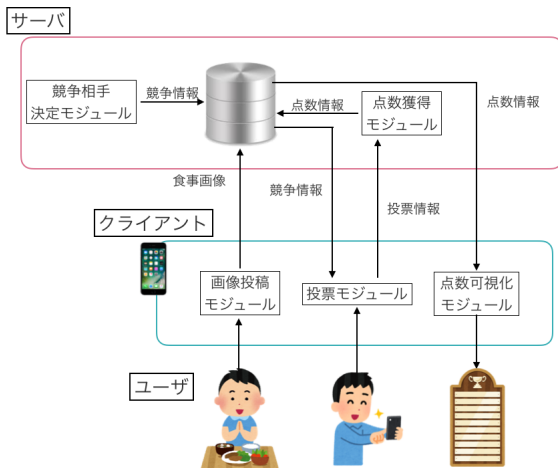 サーバ
競争相手
決定モジュール
競争情報
点数情報
点数獲得
モジュール
点数情報
食事画像
競争情報
投票情報
クライアント
画像投稿
モジュール
投票モジュール
点数可視化
モジュール
ユーザ